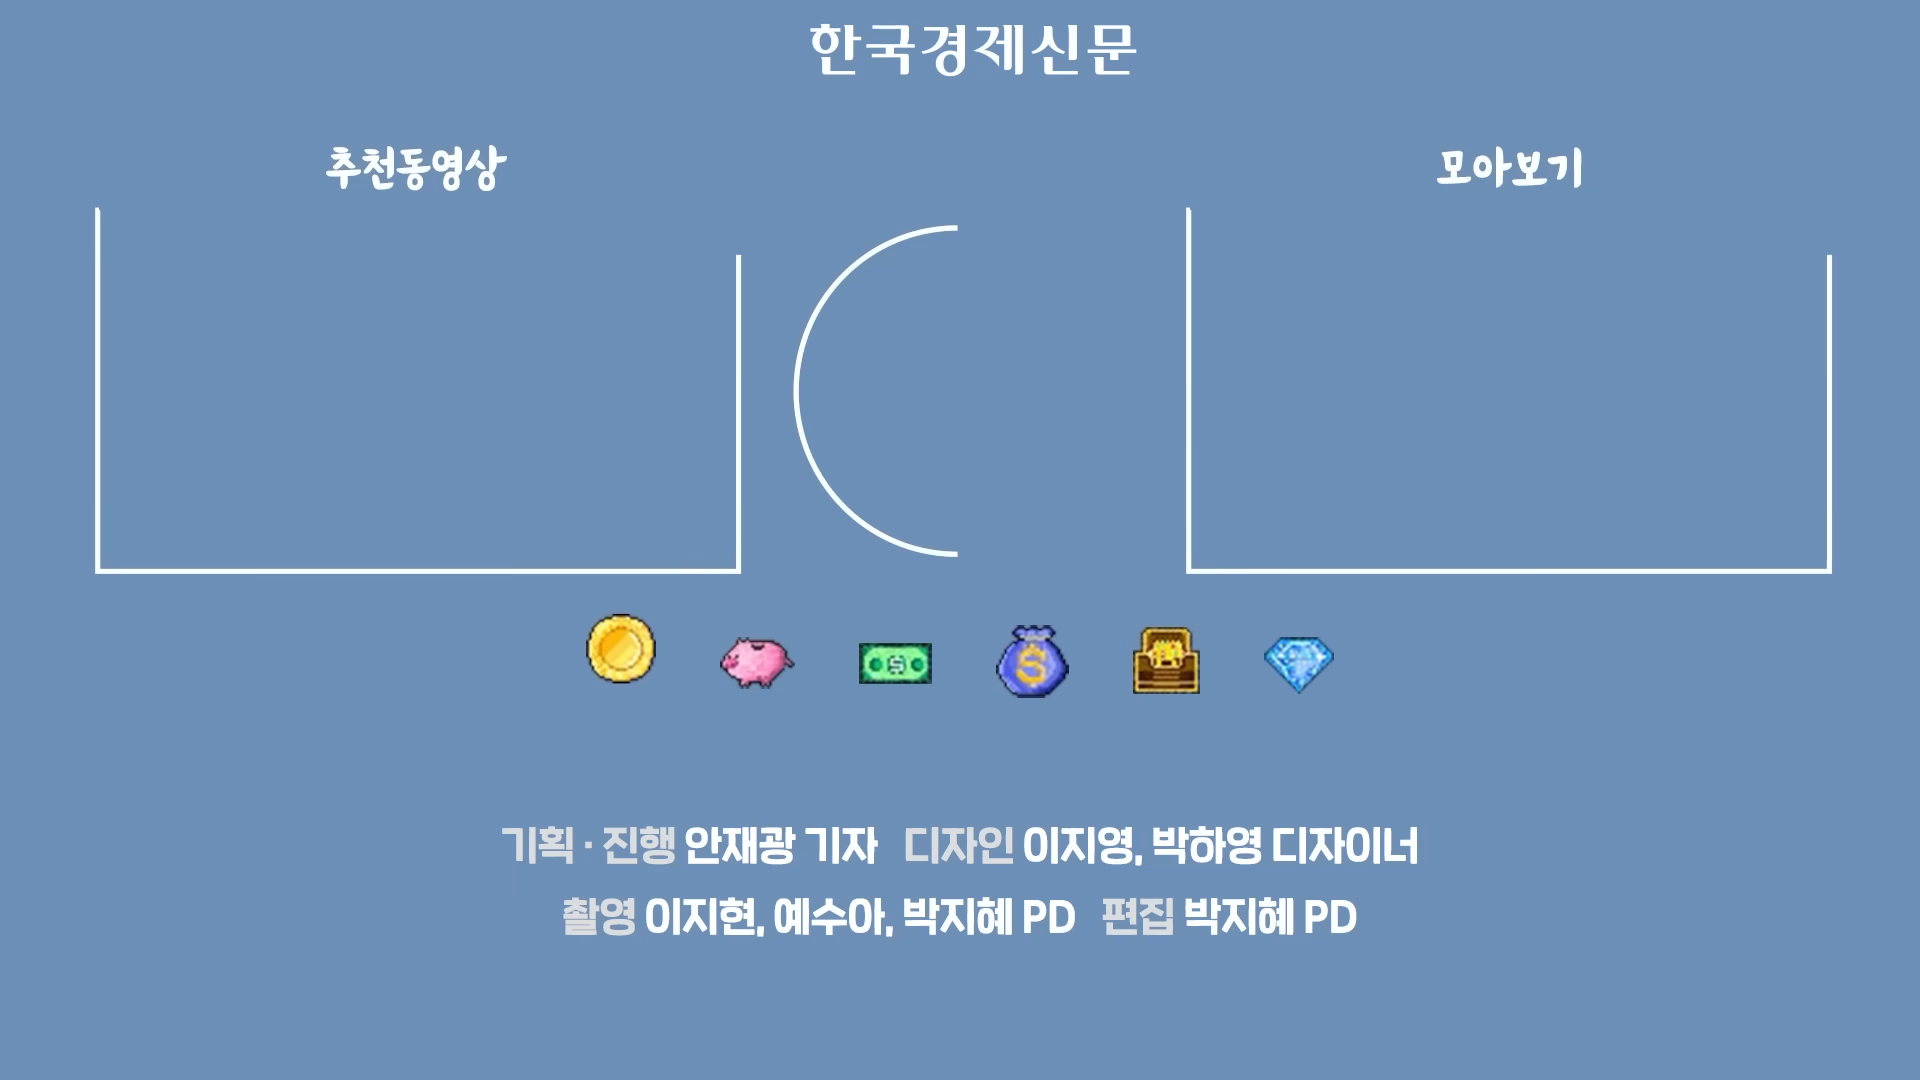 한국경제신문
추천동영상
모아보기
기획 · 진행 안재광 기자 디자인 이지영, 박하영 디자이너
촬영 이지현, 예수아, 박지혜 PD 편집 박지혜 PD